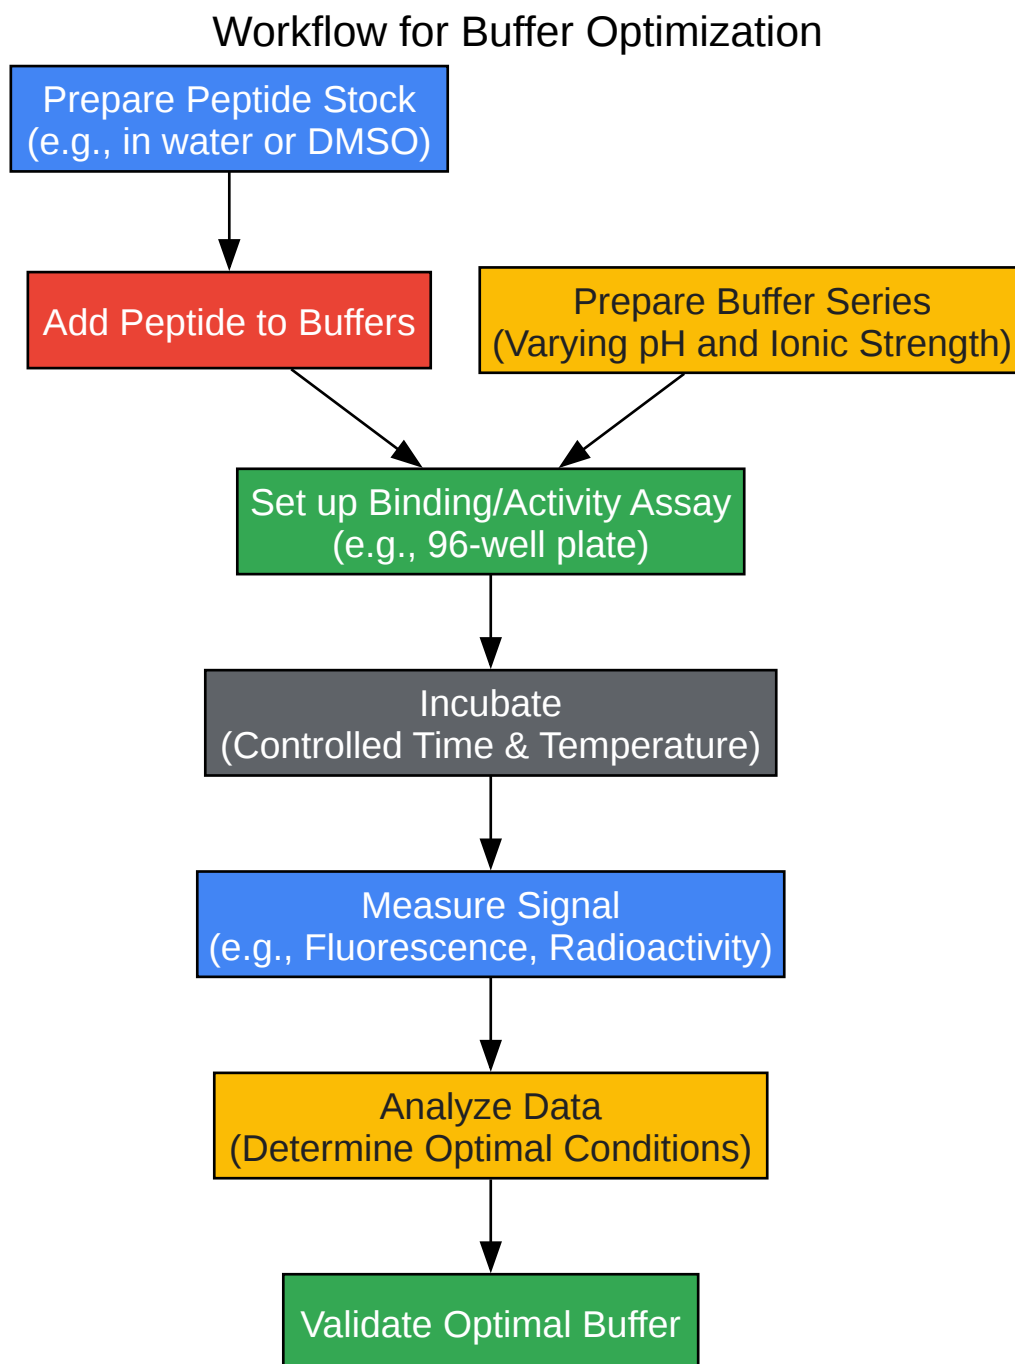 Workflow for Buffer Optimization
Prepare Peptide Stock
(e.g., in water or DMSO)
Add Peptide to Buffers
Prepare Buffer Series
(Varying pH and Ionic Strength)
Set up Binding/Activity Assay
(e.g., 96-well plate)
Incubate
(Controlled Time & Temperature)
Measure Signal
(e.g., Fluorescence, Radioactivity)
Analyze Data
(Determine Optimal Conditions)
Validate Optimal Buffer